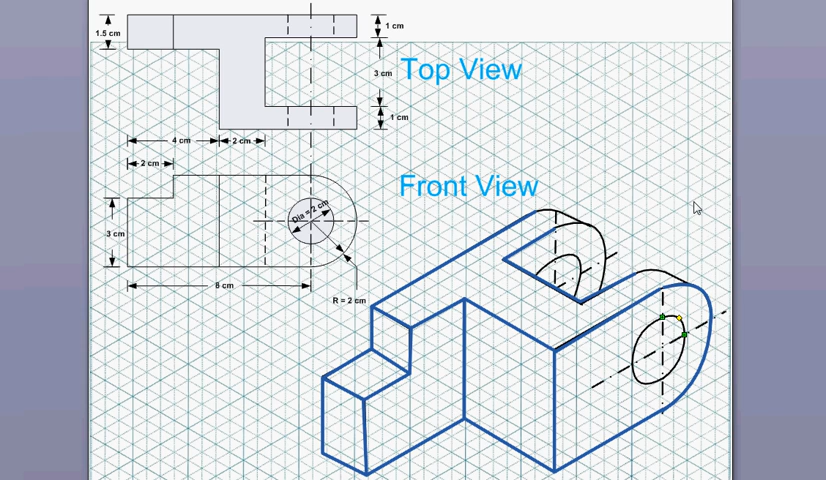 1.5 cm
1 cm
3 cm
Top View
1 cm
4 cm
2 cm
2 cm
Front View
Dia = 2 cm
3 cm
8 cm
R = 2 cm